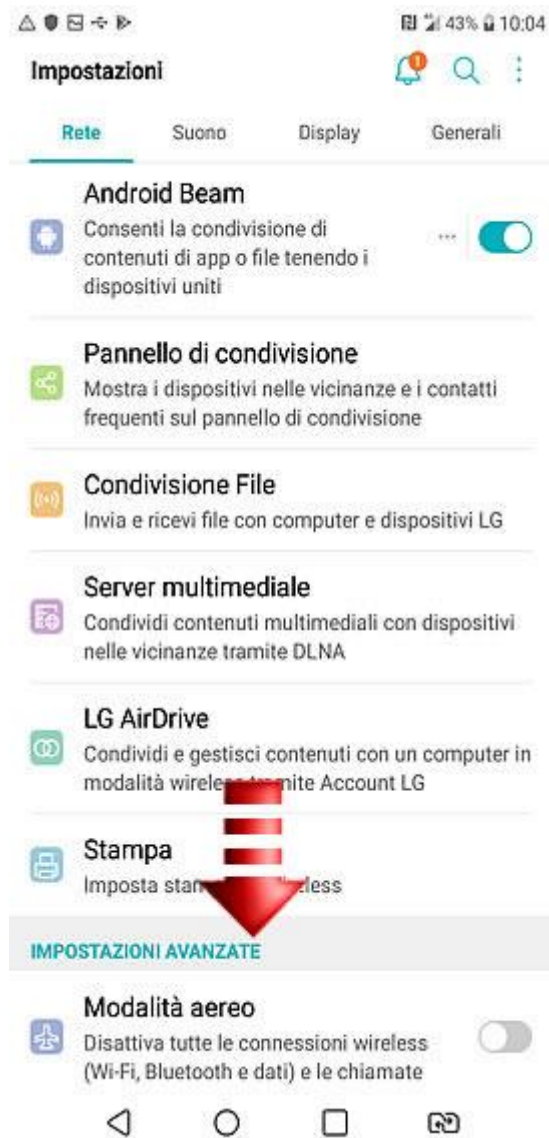 43% 10:04
Impostazioni
1
Rete Suono Display Generali
Android Beam
Consenti la condivisione di
contenuti di app o file tenendo i
dispositivi uniti
Pannello di condivisione
Mostra i dispositivi nelle vicinanze e i contatti
frequenti sul pannello di condivisione
Condivisione File
Invia e ricevi file con computer e dispositivi LG
Server multimediale
Condividi contenuti multimediali con dispositivi
nelle vicinanze tramite DLNA
LG AirDrive
Condividi e gestisci contenuti con un computer in
modalità wireless tramite Account LG
Stampa
Imposta
IMPOSTAZIONI AVANZATE
Modalità aereo
Disattiva tutte le connessioni wireless
(Wi-Fi, Bluetooth e dati) e le chiamate